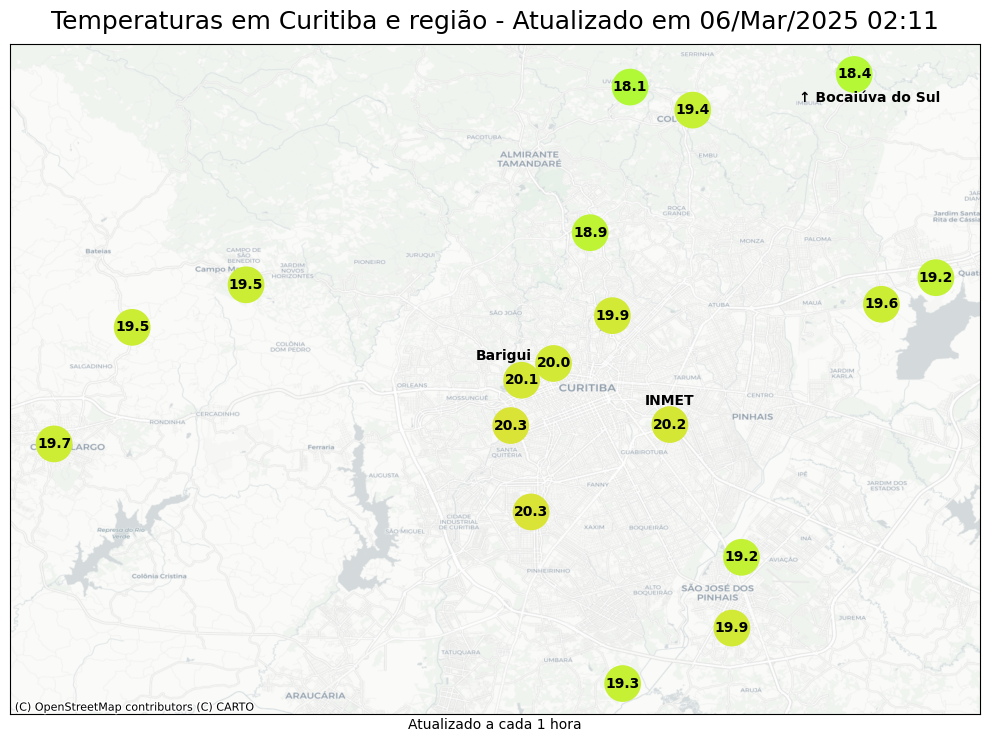 Temperaturas em Curitiba e região - Atualizado em 06/Mar/2025 02:11
SERRINHA
18.4
18.1
↑ Bocaiúva do Sul
19.4
PACOTUBA
ALMIRANTE
TAMANDARÉ
EMBU
ROÇA
GRANDE
Jardim Santa
Rita de Cássia
18.9
MONZA
PALOMA
Bateias
CAMPO DE
SÃO
BENEDITO
JURUQUI
PIONEIRO
JARDIM
NOVOS
HORIZONTES
Campo M
19.5
19.2
Quat
19.6
MAUÁ
ATUBA
SÃO JOÃO
19.9
19.5
COLÔNIA
DOM PEDRO
Barigui
20.0
SALGADINHO
JARDIM
KARLA
20.1
TARUMÃ
ORLEANS
CURITIBA
MOSSUNGUÊ
CENTRO
INMET
CERCADINHO
RONDINHA
PINHAIS
20.3
20.2
19.7
LARGO
Ferraria
SANTA
QUITÉRIA
GUABIROTUBA
AUGUSTA
IPÊ
FANNY
JARDIM DOS
ESTADOS I
20.3
CIDADE
INDUSTRIAL
DE CURITIBA
XAXIM
BOQUEIRÃO
Represa do Rio
Verde
SÃO MIGUEL
INÁ
19.2
AVIAÇÃO
PINHEIRINHO
Colônia Cristina
ALTO
BOQUEIRÃO
SÃO JOSÉ DOS
PINHAIS
JUREMA
19.9
TATUQUARA
UMBARÁ
19.3
ARUJÁ
ARAUCÁRIA
(C) OpenStreetMap contributors (C) CARTO
Atualizado a cada 1 hora